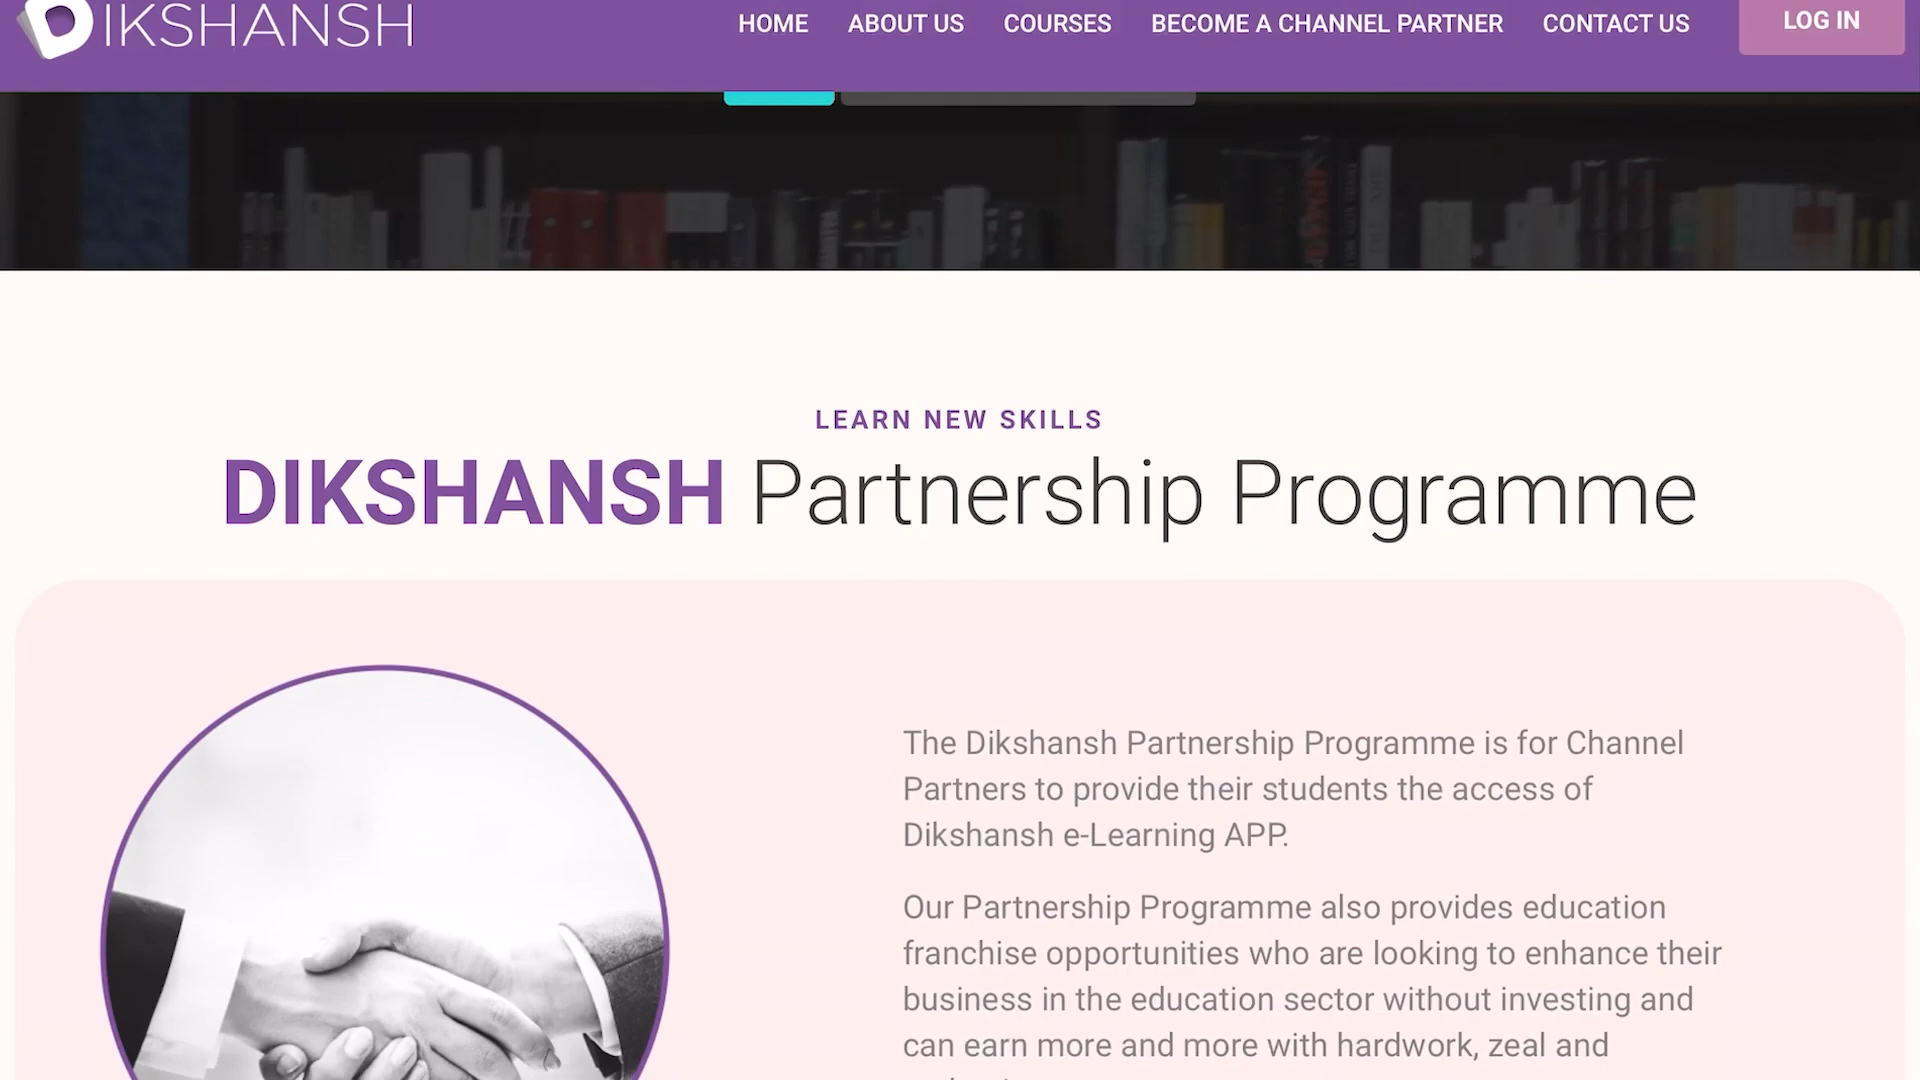 DIKSHANSH
HOME ABOUT US COURSES BECOME A CHANNEL PARTNER CONTACT US LOG IN
LEARN NEW SKILLS
DIKSHANSH Partnership Programme
The Dikshansh Partnership Programme is for Channel
Partners to provide their students the access of
Dikshansh e-Learning APP.
Our Partnership Programme also provides education
franchise opportunities who are looking to enhance their
business in the education sector without investing and
can earn more and more with hardwork, zeal and